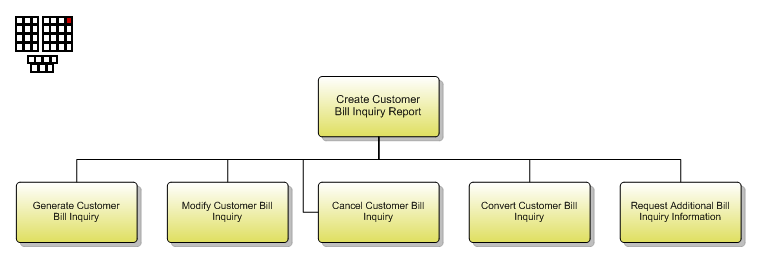 Create Customer
Bill Inquiry Report
Generate Customer
Bill Inquiry
Modify Customer Bill
Inquiry
Cancel Customer Bill
Inquiry
Convert Customer Bill
Inquiry
Request Additional Bill
Inquiry Information